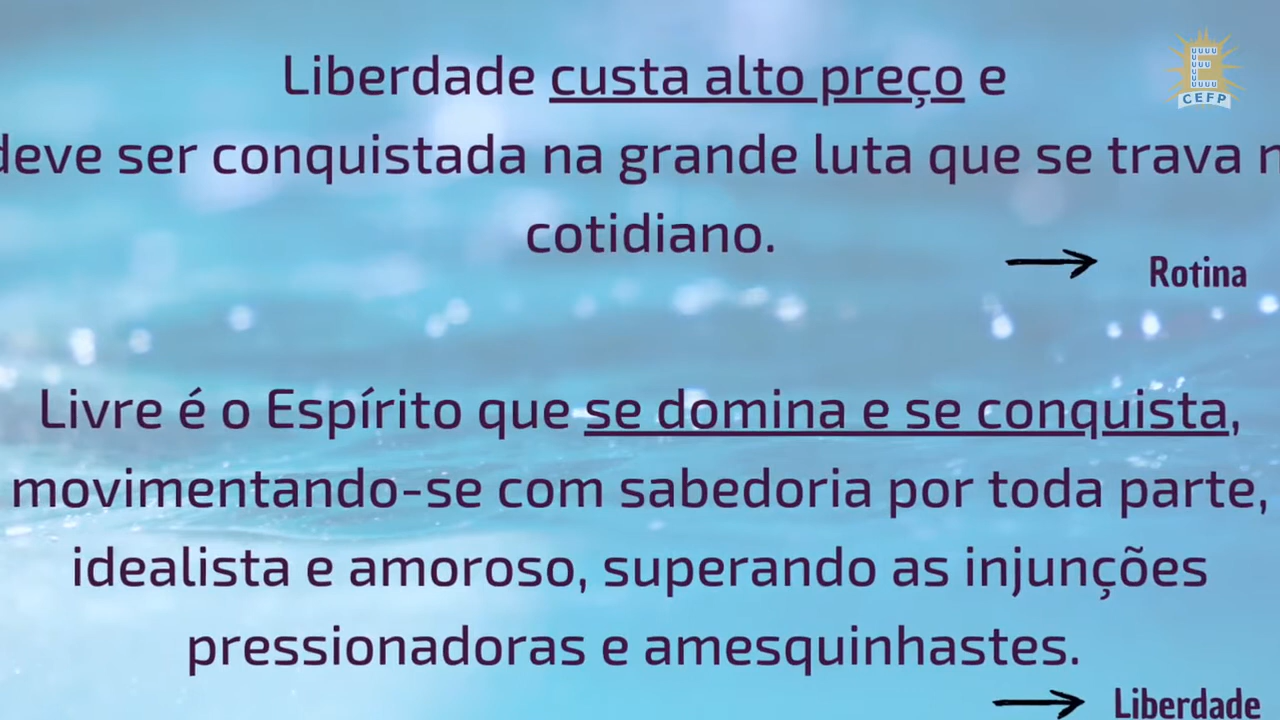 Liberdade custa alto preço e
deve ser conquistada na grande luta que se trava n
cotidiano.
Rotina
Livre é o Espírito que se domina e se conquista,
movimentando-se com sabedoria por toda parte,
idealista e amoroso, superando as injunções
pressionadoras e amesquinhastes.
Liberdade
CEFP